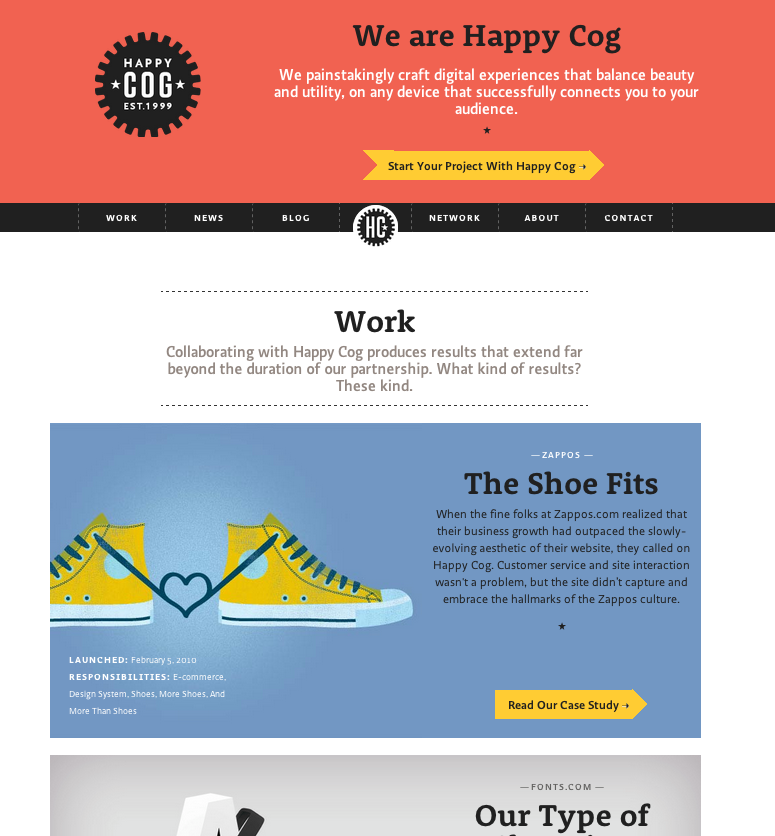 HAPPY
COG
EST.1999
We are Happy Cog
We painstakingly craft digital experiences that balance beauty
and utility, on any device that successfully connects you to your
audience.
Start Your Project With Happy Cog →
WORK
NEWS
BLOG
HC
NETWORK
ABOUT
CONTACT
Work
Collaborating with Happy Cog produces results that extend far
beyond the duration of our partnership. What kind of results?
These kind.
— ZAPPOS —
The Shoe Fits
When the fine folks at Zappos.com realized that
their business growth had outpaced the slowly-
evolving aesthetic of their website, they called on
Happy Cog. Customer service and site interaction
wasn't a problem, but the site didn't capture and
embrace the hallmarks of the Zappos culture.
LAUNCHED: February 5, 2010
RESPONSIBILITIES: E-commerce,
Design System, Shoes, More Shoes, And
More Than Shoes
Read Our Case Study →
— FONTS.COM —
Our Type of